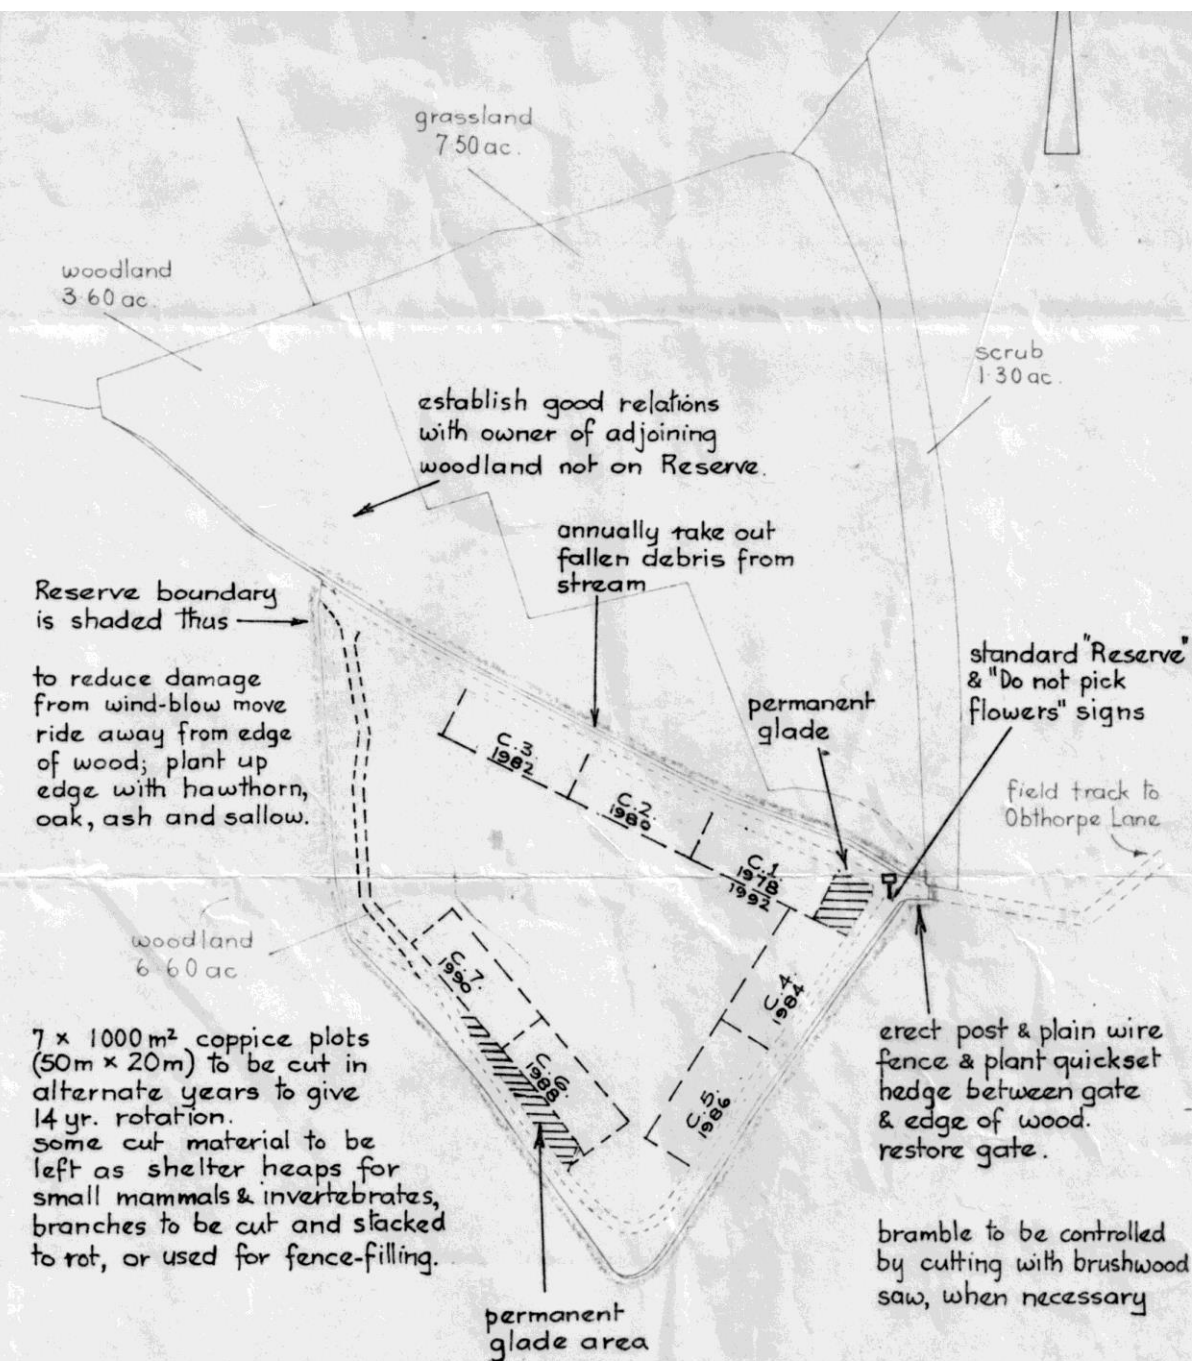 grassland
7·50 ac.
woodland
3·60 ac.
scrub
1·30 ac.
establish good relations
with owner of adjoining
woodland not on Reserve.
annually rake out
fallen debris from
stream
Reserve boundary
is shaded thus
to reduce damage
from wind-blow move
ride away from edge
of wood; plant up
edge with hawthorn,
oak, ash and sallow.
permanent
glade
standard "Reserve"
& "Do not pick
flowers" signs
field track to
Obthorpe Lane
C.3
1982
C.2.
1980
C.1.
1978
1992
C.4.
1984
C.5.
1986
C.7.
1990
C.6.
1988
woodland
6·60 ac
7 × 1000 m² coppice plots
(50m × 20m) to be cut in
alternate years to give
14 yr. rotation.
some cut material to be
left as shelter heaps for
small mammals & invertebrates,
branches to be cut and stacked
to rot, or used for fence-filling.
permanent
glade area
erect post & plain wire
fence & plant quickset
hedge between gate
& edge of wood.
restore gate.
bramble to be controlled
by cutting with brushwood
saw, when necessary